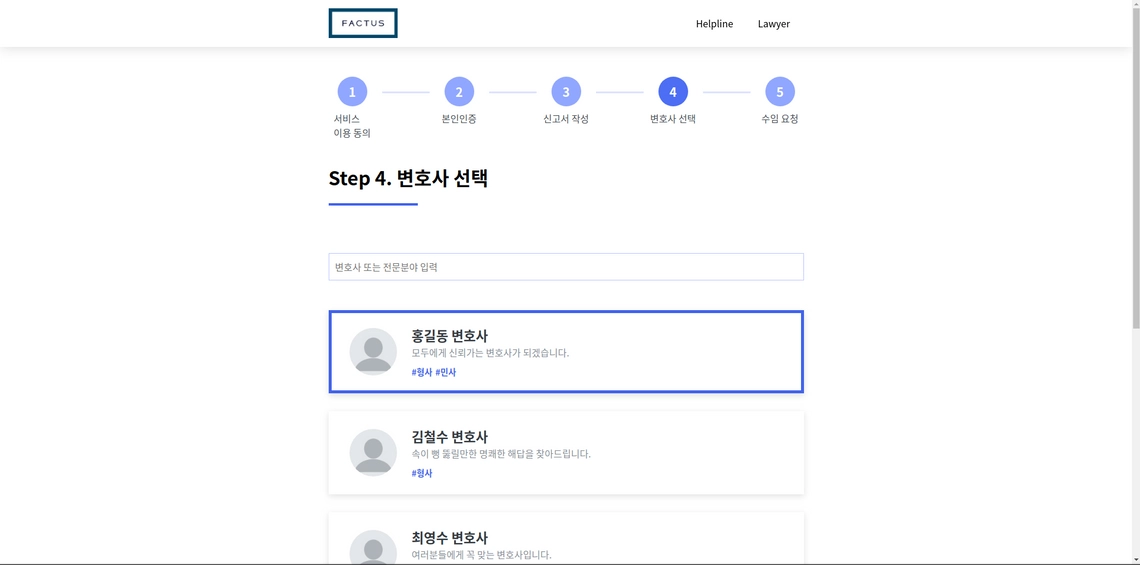 FACTUS
Helpline
Lawyer
1
2
3
4
5
서비스
이용 동의
본인인증
신고서 작성
변호사 선택
수임 요청
Step 4. 변호사 선택
변호사 또는 전문분야 입력
홍길동 변호사
모두에게 신뢰가는 변호사가 되겠습니다.
#형사 #민사
김철수 변호사
속이 뻥 뚫릴만한 명쾌한 해답을 찾아드립니다.
#형사
최영수 변호사
여러분들에게 꼭 맞는 변호사입니다.